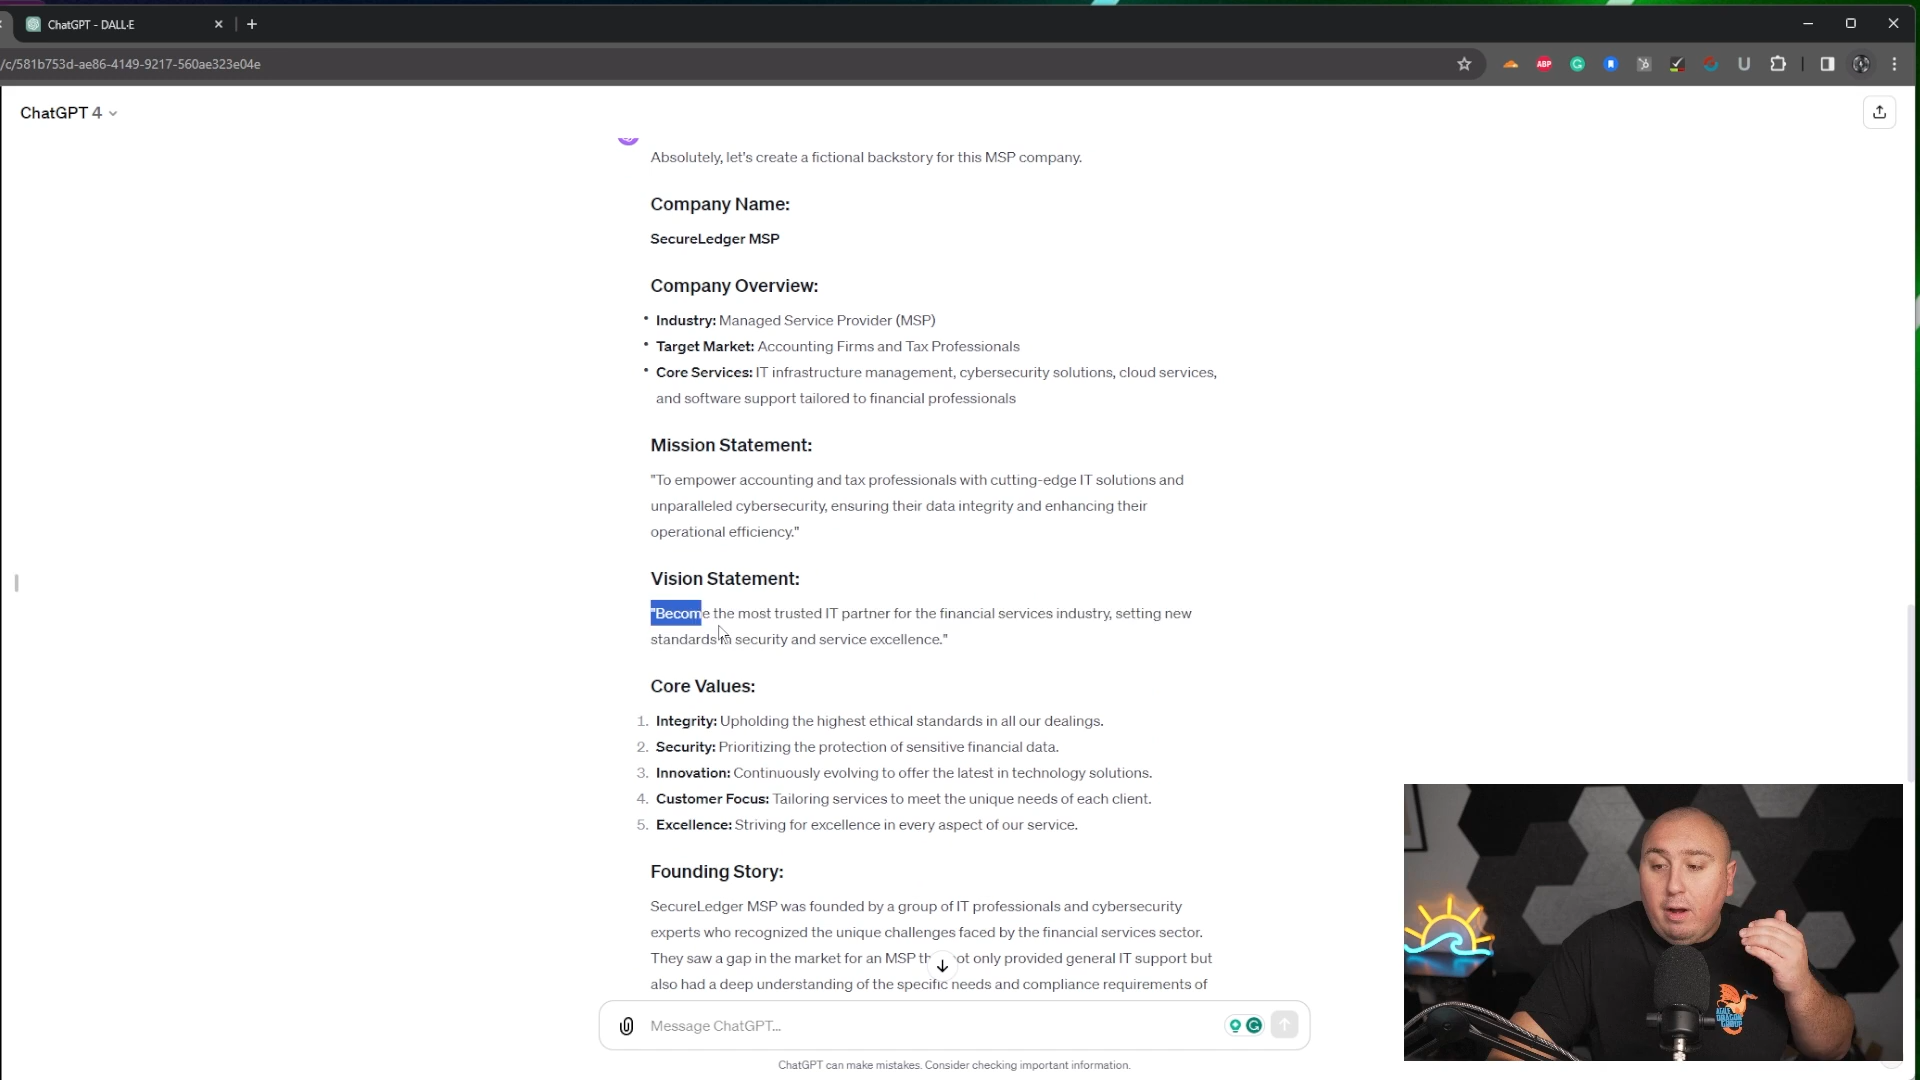 ChatGPT - DALL·E
/c/581b753d-ae86-4149-9217-560ae323e04e
ABP
U
ChatGPT 4
Absolutely, let's create a fictional backstory for this MSP company.
Company Name:
SecureLedger MSP
Company Overview:
• Industry: Managed Service Provider (MSP)
• Target Market: Accounting Firms and Tax Professionals
• Core Services: IT infrastructure management, cybersecurity solutions, cloud services,
and software support tailored to financial professionals
Mission Statement:
"To empower accounting and tax professionals with cutting-edge IT solutions and
unparalleled cybersecurity, ensuring their data integrity and enhancing their
operational efficiency."
Vision Statement:
"Become the most trusted IT partner for the financial services industry, setting new
standards in security and service excellence."
Core Values:
1. Integrity: Upholding the highest ethical standards in all our dealings.
2. Security: Prioritizing the protection of sensitive financial data.
3. Innovation: Continuously evolving to offer the latest in technology solutions.
4. Customer Focus: Tailoring services to meet the unique needs of each client.
5. Excellence: Striving for excellence in every aspect of our service.
Founding Story:
SecureLedger MSP was founded by a group of IT professionals and cybersecurity
experts who recognized the unique challenges faced by the financial services sector.
They saw a gap in the market for an MSP only provided general IT support but
also had a deep understanding of the specific needs and compliance requirements of
Message ChatGPT...
ChatGPT can make mistakes. Consider checking important information.
AGILE
DRAGON
GROUP